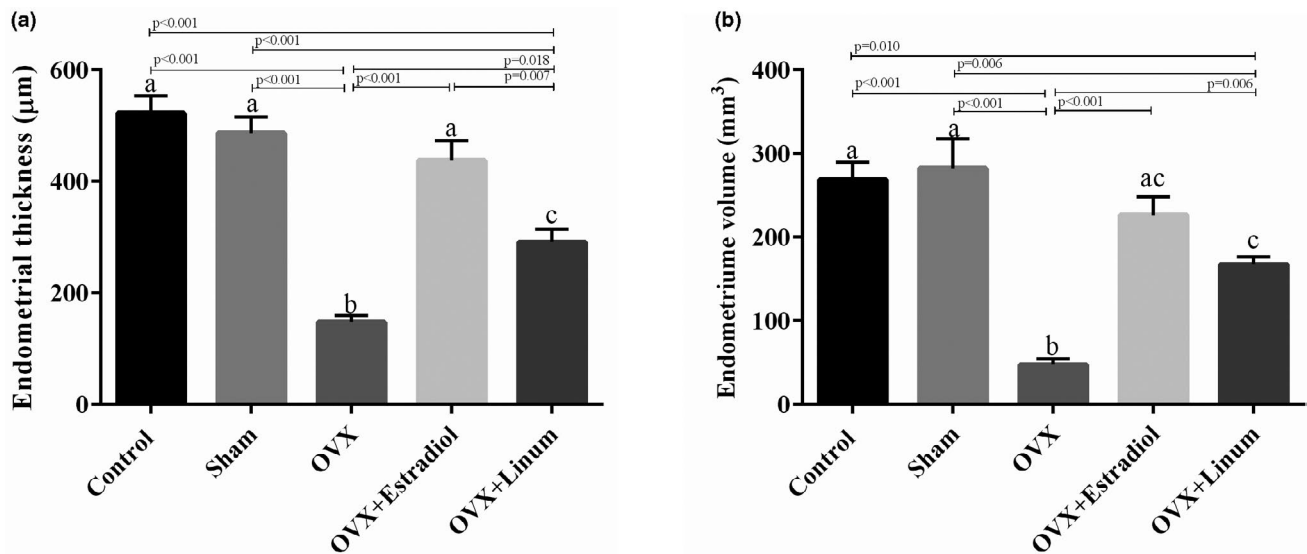 (a)
p<0.001
p<0.001
p<0.001
p=0.018
p<0.001
p<0.001
p=0.007
Endometrial thickness (μm)
600
400
200
0
a
a
b
a
c
Control
Sham
OVX
OVX+Estradiol
OVX+Linum
(b)
p=0.010
p=0.006
p<0.001
p=0.006
p<0.001
p<0.001
Endometriume volume (mm³)
400
300
200
100
0
a
a
b
ac
c
Control
Sham
OVX
OVX+Estradiol
OVX+Linum